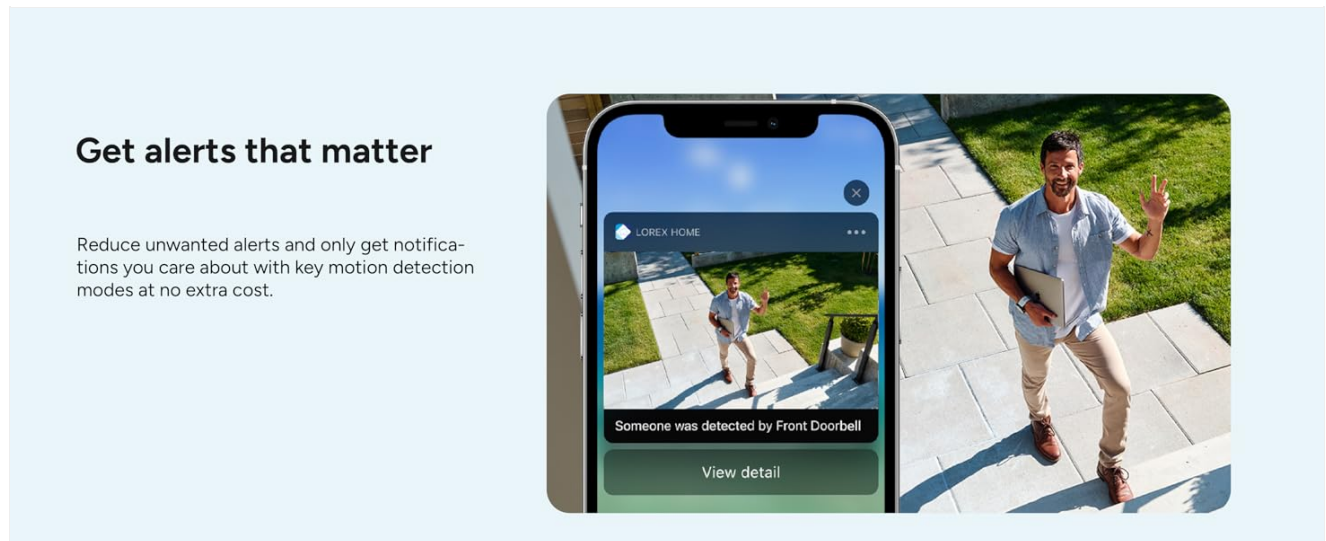 Get alerts that matter
Reduce unwanted alerts and only get notifica-
tions you care about with key motion detection
modes at no extra cost.
LOREX HOME
Someone was detected by Front Doorbell
View detail